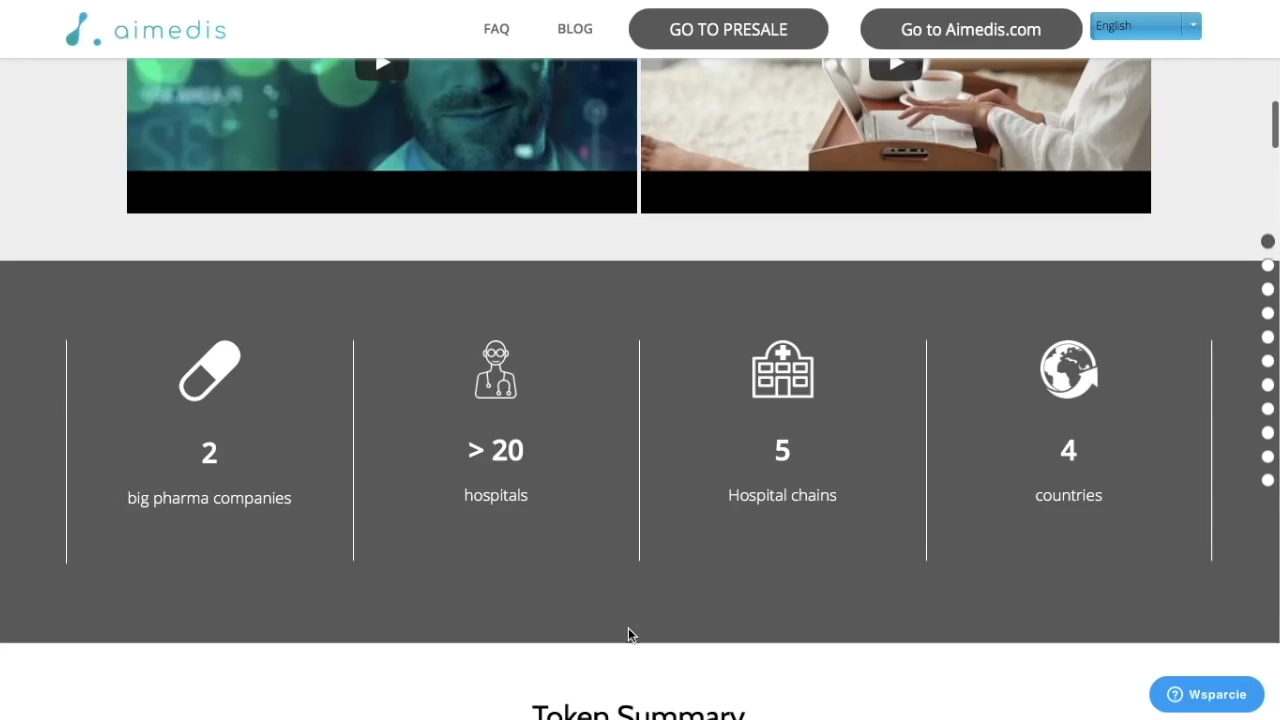 aimedis
FAQ
BLOG
GO TO PRESALE
Go to Aimedis.com
English
2
big pharma companies
> 20
hospitals
5
Hospital chains
4
countries
Token Summary
Wsparcie